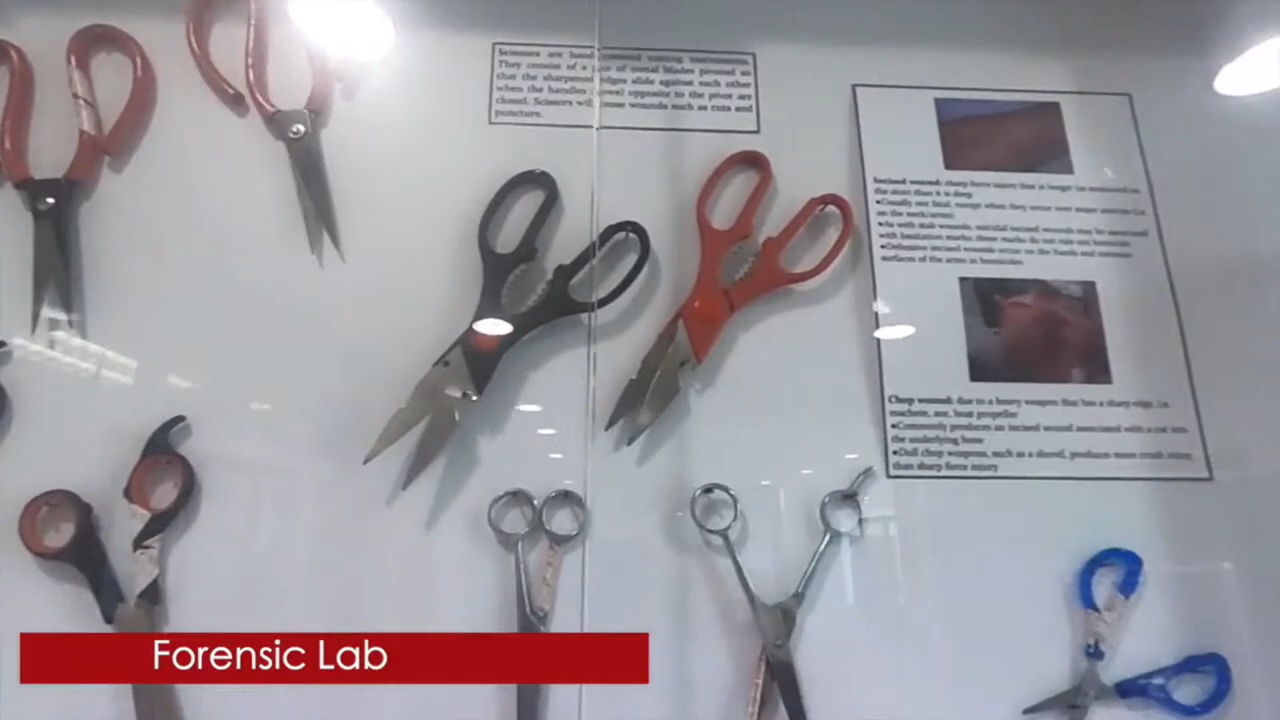 Scissors are hand operated cutting instruments.
They consist of a pair of metal blades pivoted so
that the sharpened edges slide against each other
when the handles (bows) opposite to the pivot are
closed. Scissors will cause wounds such as cuts and
puncture.
Incised wound: sharp force injury that is longer (as measured on
the skin) than it is deep
•Usually not fatal, except when they occur over major arteries (i.e.
on the neck/arms)
•As with stab wounds, suicidal incised wounds may be associated
with hesitation marks, these marks do not rule out homicide
•Defensive incised wounds occur on the hands and extensor
surfaces of the arms in homicides
Chop wound: due to a heavy weapon that has a sharp edge, i.e.
machete, axe, boat propeller
•Commonly produces an incised wound associated with a cut into
the underlying bone
•Dull chop weapons, such as a shovel, produces more crush injury
than sharp force injury
Forensic Lab